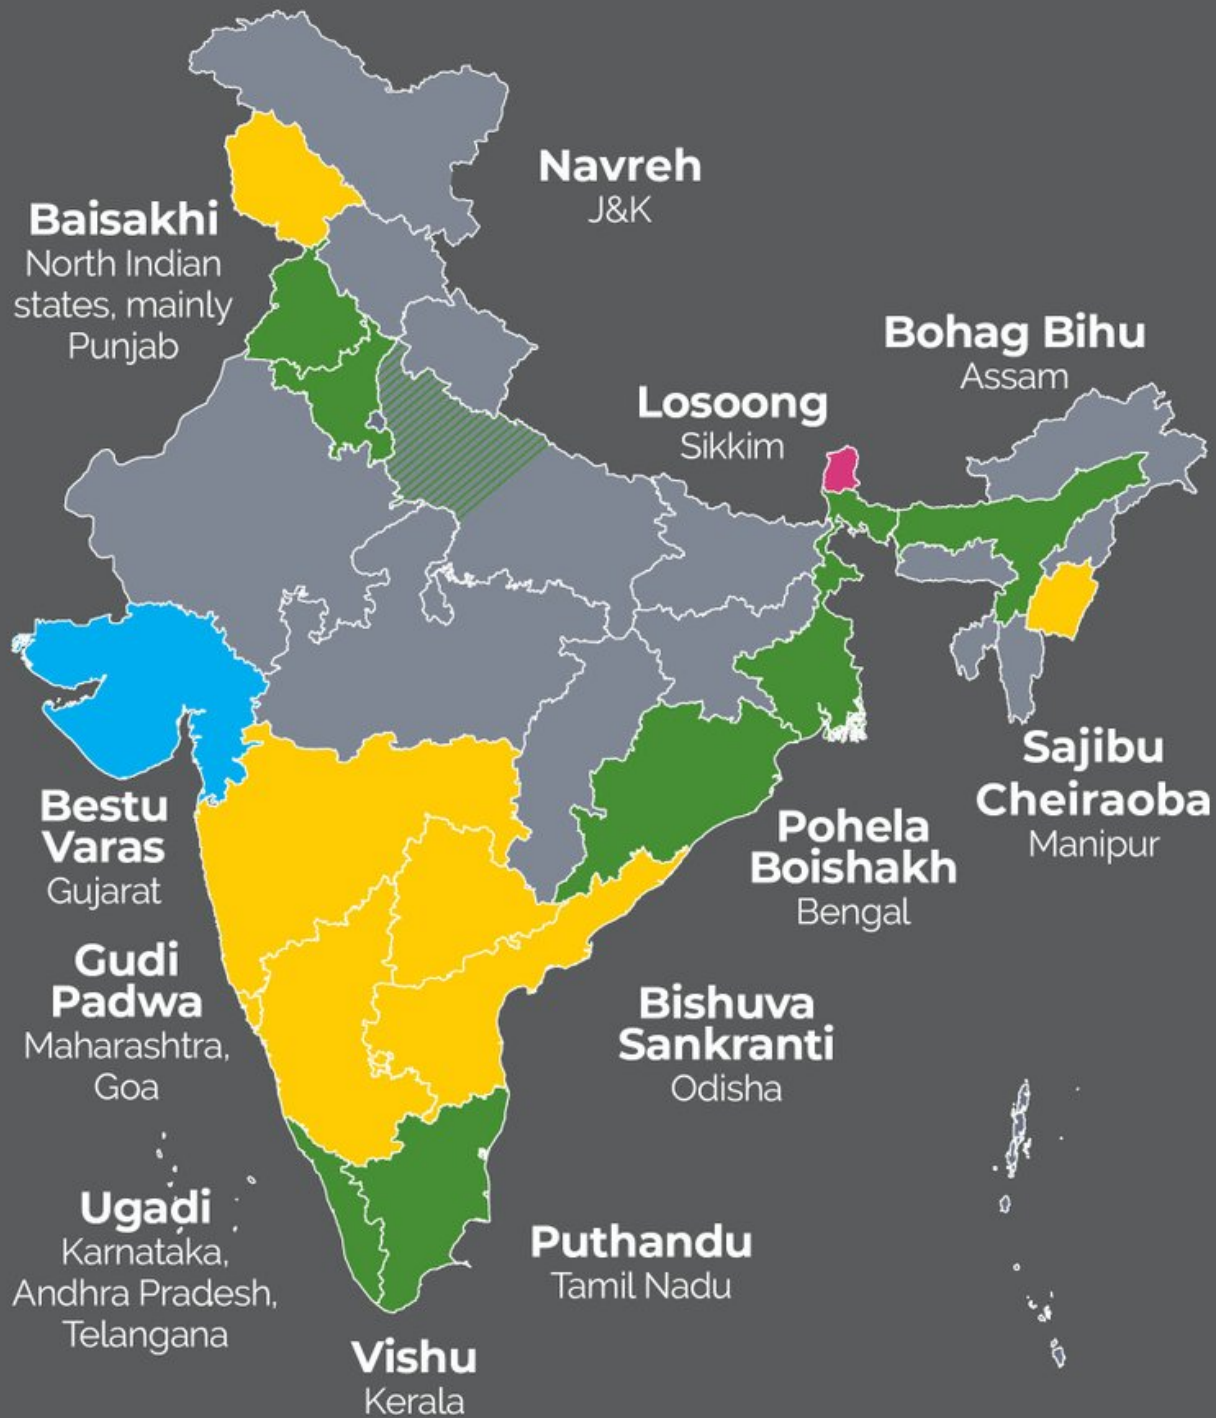 Navreh
J&K
Baisakhi
North Indian
states, mainly
Punjab
Bohag Bihu
Assam
Losoong
Sikkim
Sajibu
Cheiraoba
Manipur
Bestu
Varas
Gujarat
Pohela
Boishakh
Bengal
Gudi
Padwa
Maharashtra,
Goa
Bishuva
Sankranti
Odisha
Ugadi
Karnataka,
Andhra Pradesh,
Telangana
Puthandu
Tamil Nadu
Vishu
Kerala